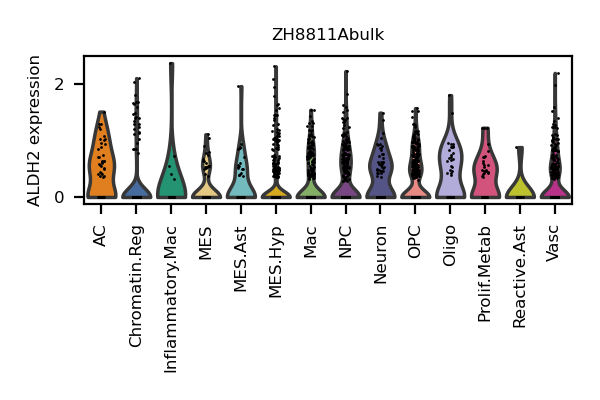 ZH8811Abulk
ALDH2 expression
2
0
AC
Chromatin.Reg
Inflammatory.Mac
MES
MES.Ast
MES.Hyp
Mac
NPC
Neuron
OPC
Oligo
Prolif.Metab
Reactive.Ast
Vasc